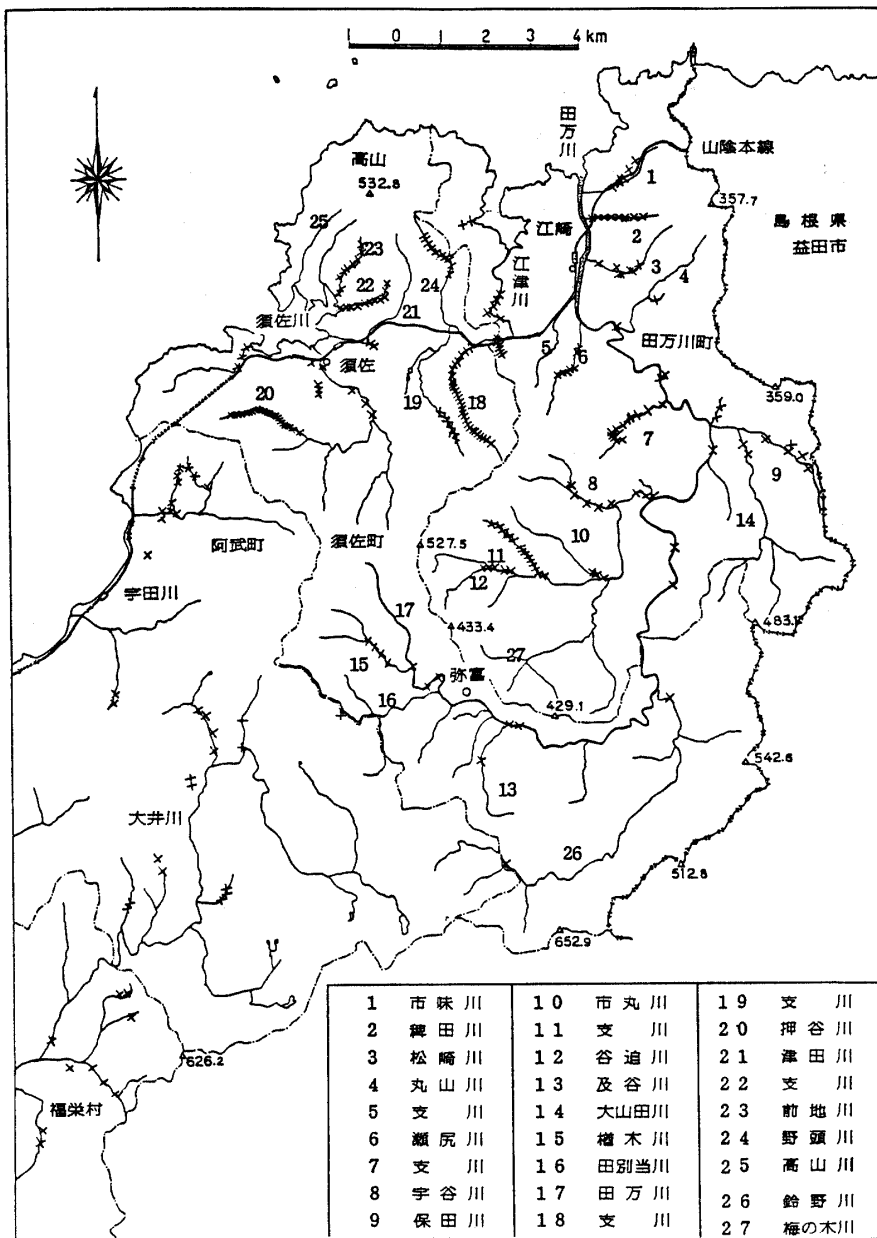 1 0 1 2 4 km
田万川
山陰本線
高山
532.8
1
357.7
江崎
2
島根県
益田市
25
23
3
4
22
24
江津川
須佐川
21
田万川町
5
6
須佐
359.0
20
19
18
7
8
9
14
10
阿武町
須佐町
527.5
11
12
宇田川
17
433.4
483.1
27
15
弥富
16
429.1
542.6
13
大井川
26
512.8
652.9
626.2
福栄村
1 市味川
2 稗田川
3 松崎川
4 丸山川
5 支川
6 瀬尻川
7 支川
8 宇谷川
9 保田川
10 市丸川
11 支川
12 谷迫川
13 及谷川
14 大山田川
15 楢木川
16 田別当川
17 田万川
18 支川
19 支川
20 押谷川
21 津田川
22 支川
23 前地川
24 野頭川
25 高山川
26 鈴野川
27 梅の木川